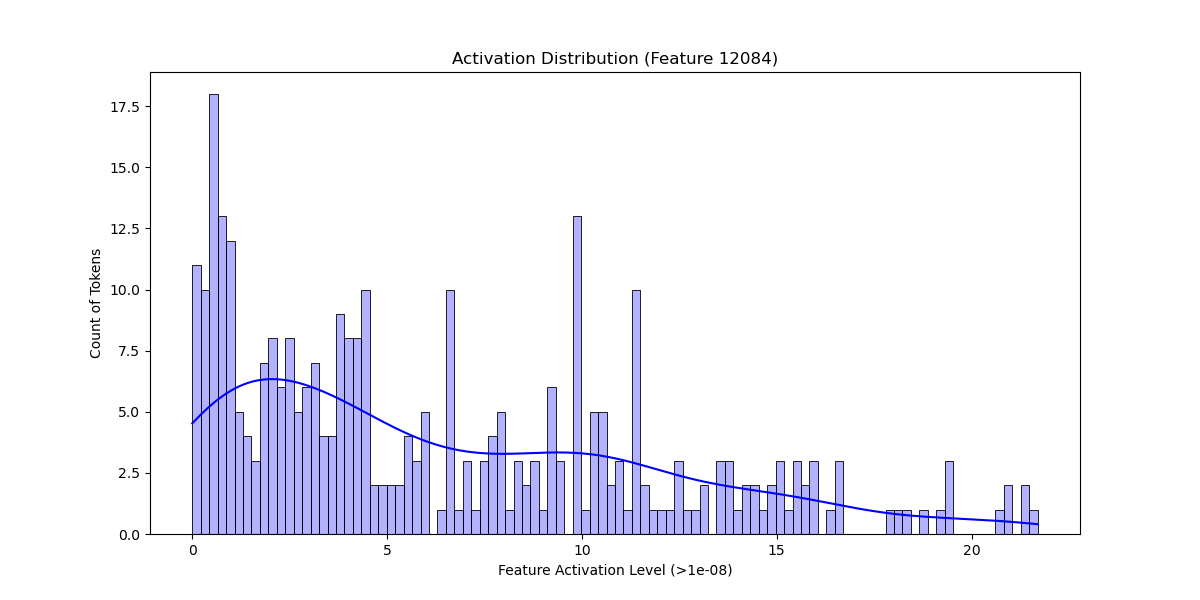 Activation Distribution (Feature 12084)
17.5
15.0
12.5
10.0
7.5
5.0
2.5
0.0
Count of Tokens
0 5 10 15 20
Feature Activation Level (>1e-08)